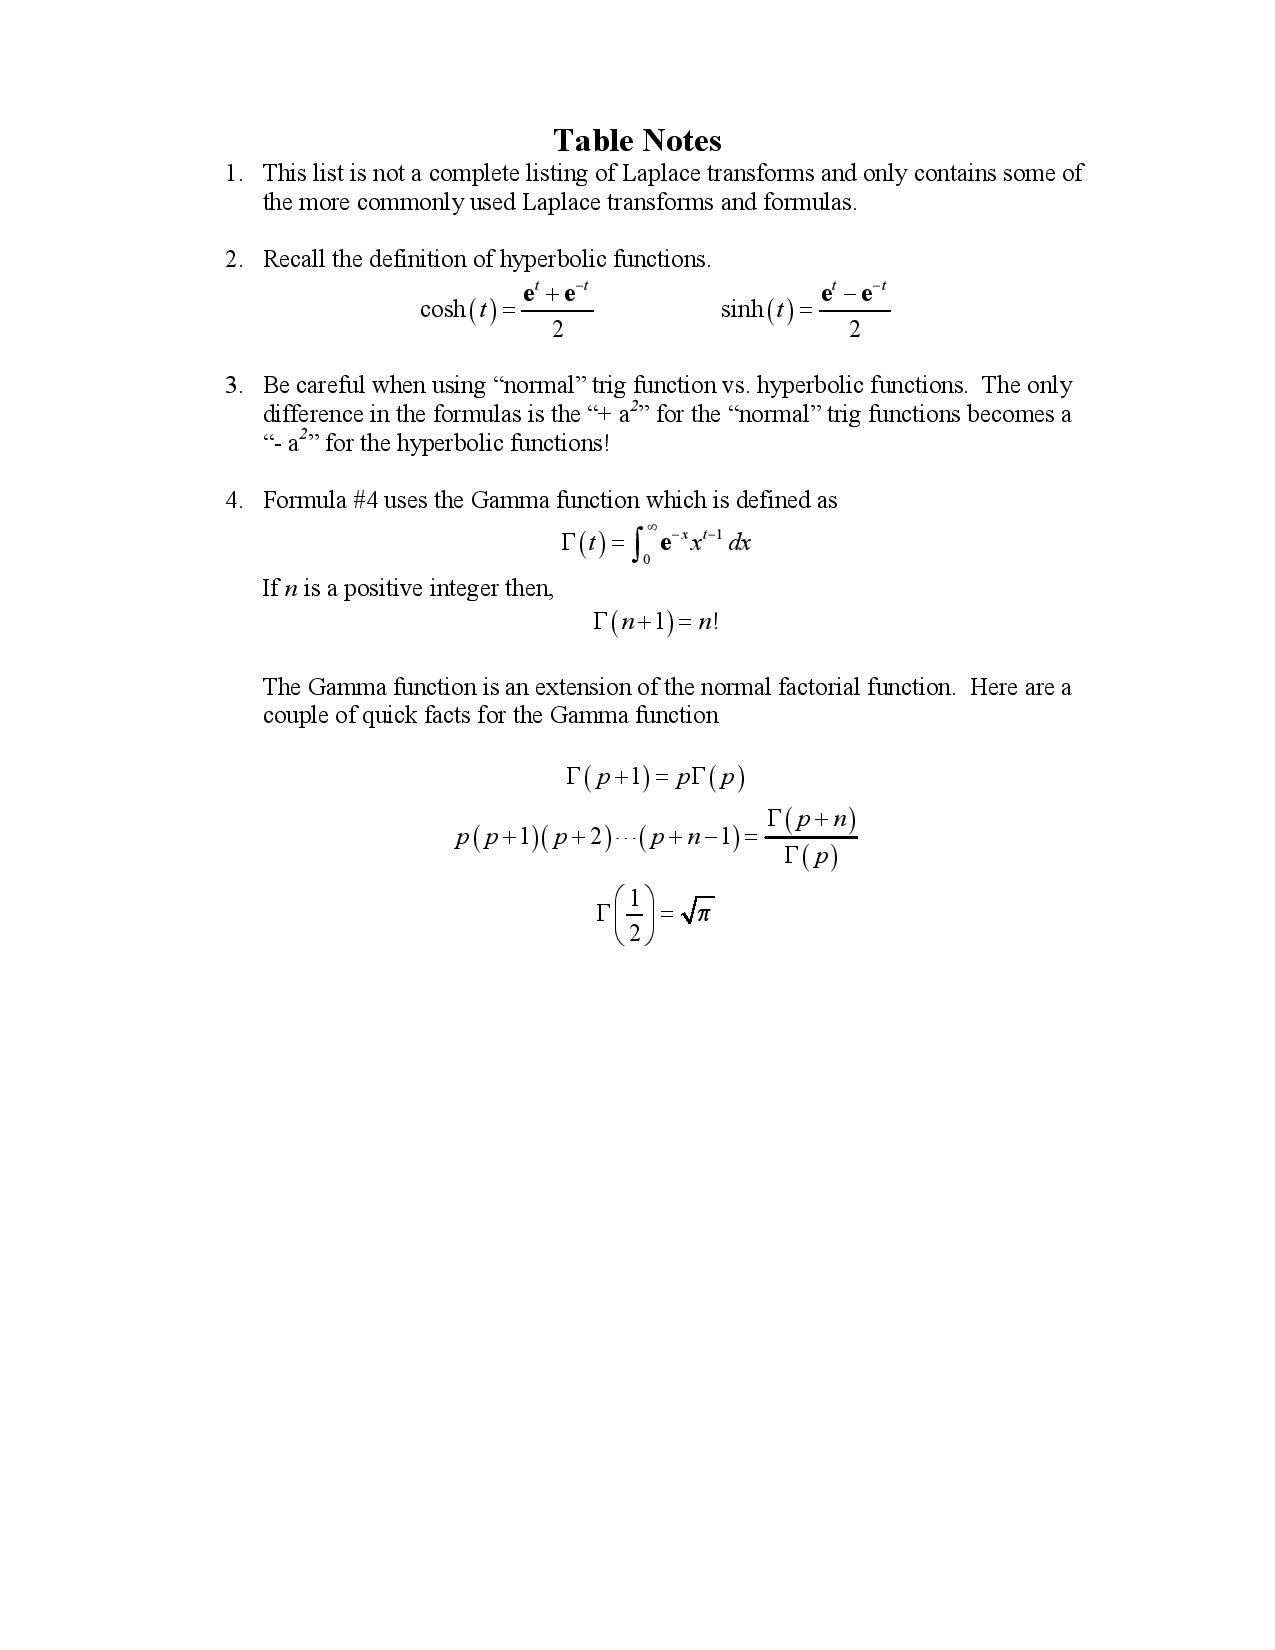 Table Notes
1. This list is not a complete listing of Laplace transforms and only contains some of
the more commonly used Laplace transforms and formulas.
2. Recall the definition of hyperbolic functions.
cosh(t) = (e^t + e^{-t})/2    sinh(t) = (e^t − e^{-t})/2
3. Be careful when using “normal” trig function vs. hyperbolic functions. The only
difference in the formulas is the “+ a²” for the “normal” trig functions becomes a
“- a²” for the hyperbolic functions!
4. Formula #4 uses the Gamma function which is defined as
Γ(t) = ∫_0^∞ e^{-x} x^{t−1} dx
If n is a positive integer then,
Γ(n+1) = n!
The Gamma function is an extension of the normal factorial function. Here are a
couple of quick facts for the Gamma function
Γ(p+1) = pΓ(p)
p(p+1)(p+2)⋯(p+n−1) = Γ(p+n)/Γ(p)
Γ(1/2) = √π